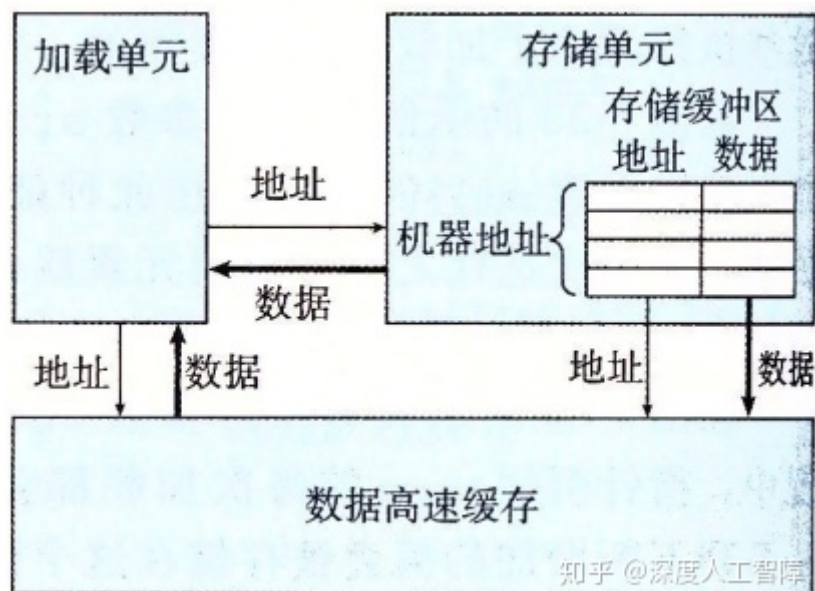 加载单元
存储单元
存储缓冲区
地址 数据
地址
机器地址
数据
地址
数据
地址
数据
数据高速缓存
知乎 @深度人工智障